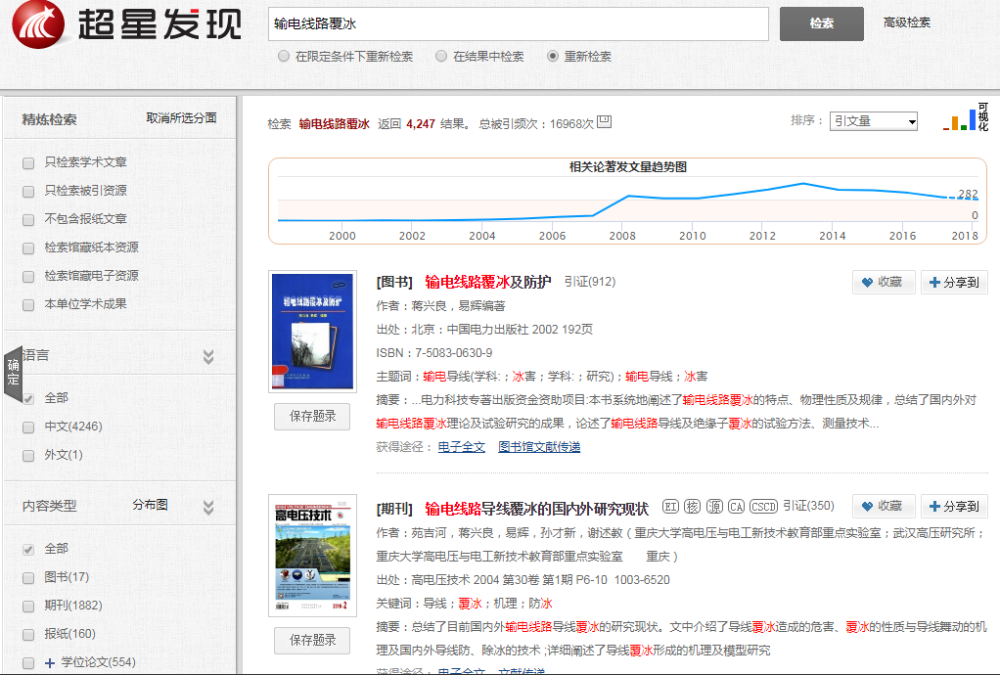 超星发现
输电线路覆冰
检索
高级检索
在限定条件下重新检索 在结果中检索 重新检索
精炼检索 取消所选分面
只检索学术文章
只检索被引资源
不包含报纸文章
检索馆藏纸本资源
检索馆藏电子资源
本单位学术成果
确定
语言
全部
中文(4246)
外文(1)
内容类型 分布图
全部
图书(17)
期刊(1882)
报纸(160)
学位论文(554)
检索 输电线路覆冰 返回 4,247 结果。 总被引频次：16968次
排序： 引文量
可视化
相关论著发文量趋势图
282
0
2000 2002 2004 2006 2008 2010 2012 2014 2016 2018
输电线路覆冰及防护
[图书] 输电线路覆冰及防护 引证(912)
收藏 分享到
作者：蒋兴良，易辉编著
出处：北京：中国电力出版社 2002 192页
ISBN：7-5083-0630-9
主题词：输电导线(学科:；冰害；学科:；研究)；输电导线；冰害
摘要：...电力科技专著出版资金资助项目:本书系统地阐述了输电线路覆冰的特点、物理性质及规律，总结了国内外对
输电线路覆冰理论及试验研究的成果，论述了输电线路导线及绝缘子覆冰的试验方法、测量技术...
获得途径： 电子全文 图书馆文献传递
保存题录
高电压技术
[期刊] 输电线路导线覆冰的国内外研究现状 EI 核 源 CA CSCD 引证(350)
收藏 分享到
作者：苑吉河，蒋兴良，易辉，孙才新，谢述教（重庆大学高电压与电工新技术教育部重点实验室；武汉高压研究所；
重庆大学高压与电工新技术教育部重点实验室 重庆）
出处：高电压技术 2004 第30卷 第1期 P6-10 1003-6520
关键词：导线；覆冰；机理；防冰
摘要：总结了目前国内外输电线路导线覆冰的研究现状。文中介绍了导线覆冰造成的危害、覆冰的性质与导线舞动的机
理及国内外导线防、除冰的技术 ;详细阐述了导线覆冰形成的机理及模型研究
获得途径： 电子全文 文献传递
保存题录